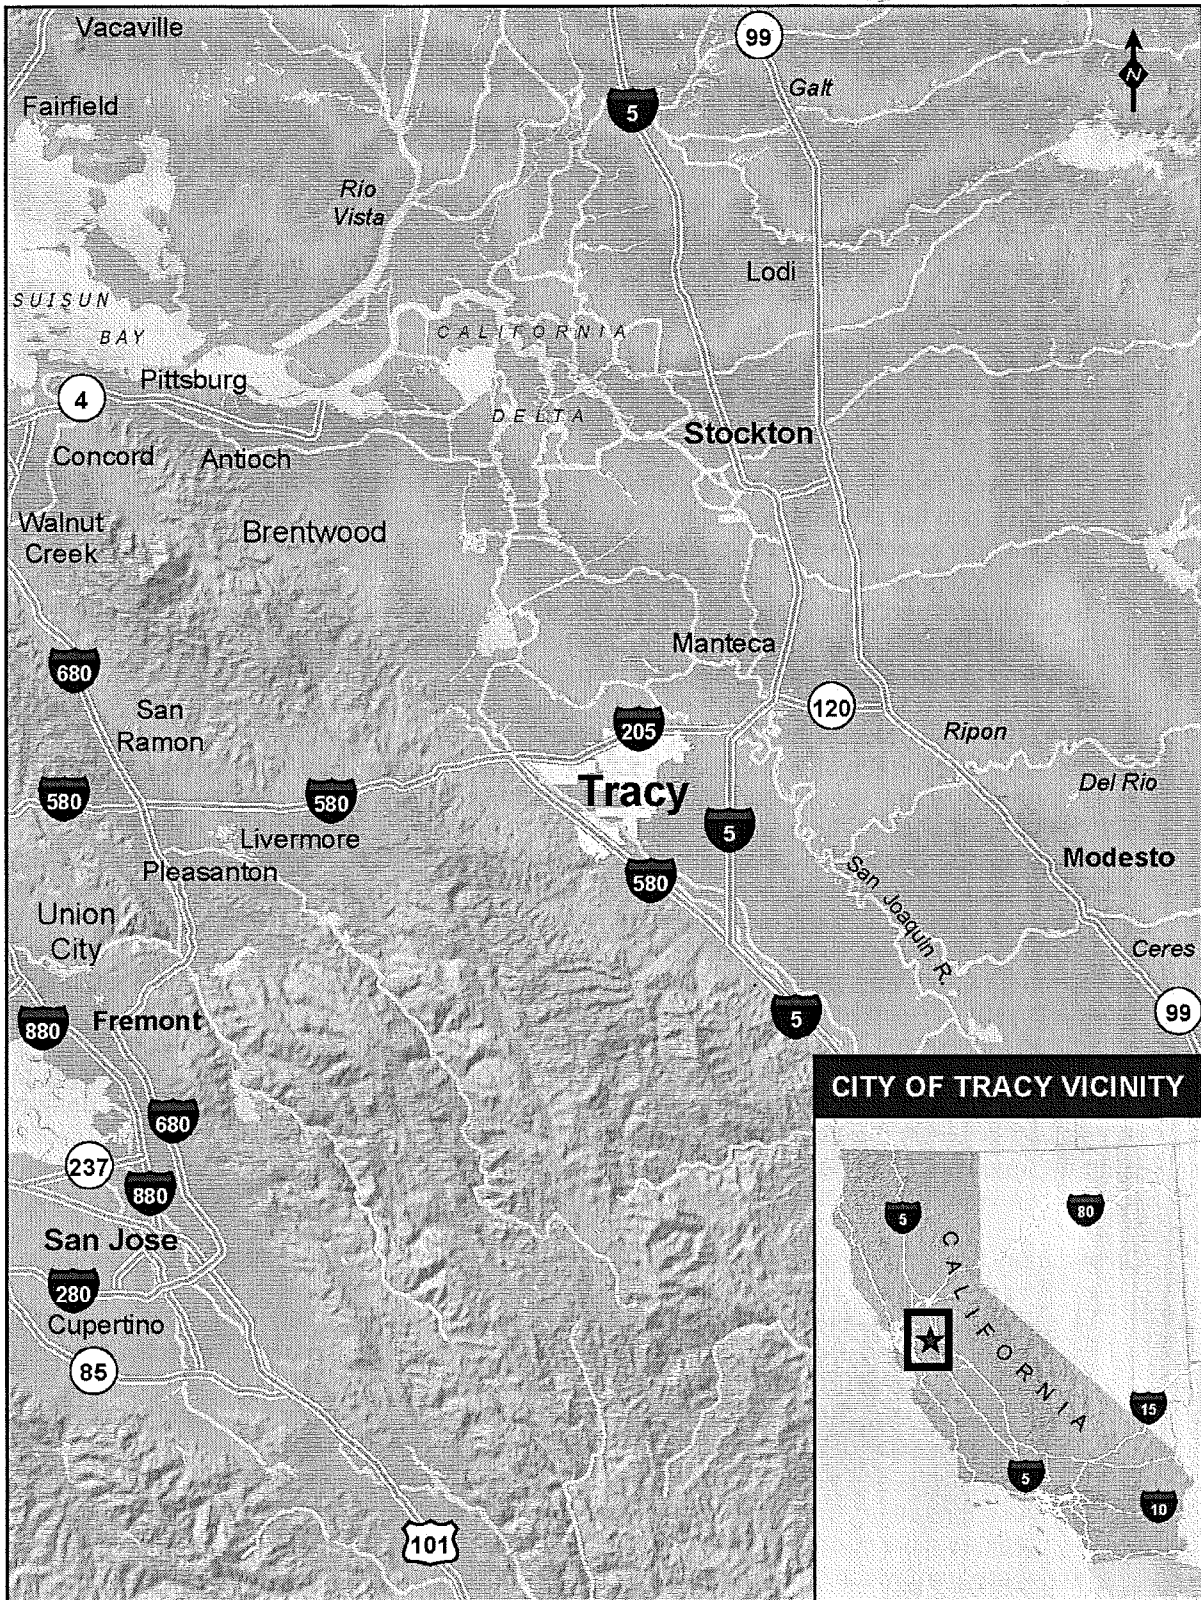 Vacaville
99
Galt
N
Fairfield
5
Rio
Vista
Lodi
SUISUN
BAY
CALIFORNIA
DELTA
Pittsburg
4
Stockton
Concord
Antioch
Walnut
Creek
Brentwood
Manteca
680
San
Ramon
120
205
Ripon
580
580
Tracy
Del Rio
5
Livermore
Modesto
Pleasanton
580
San Joaquin R.
Union
City
Ceres
880
Fremont
5
99
CITY OF TRACY VICINITY
680
237
880
San Jose
280
Cupertino
85
101
5
80
CALIFORNIA
15
5
10